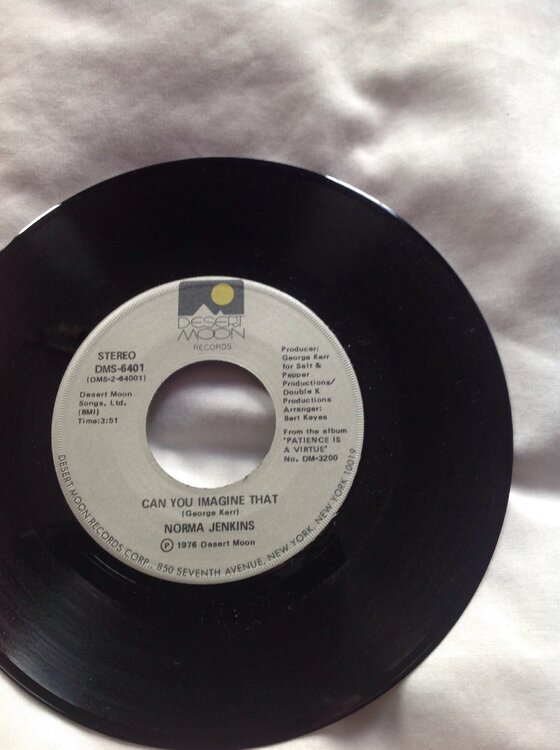 DESERT
MOON
RECORDS
STEREO
DMS-6401
(DMS-2-64001)
Desert Moon
Songs, Ltd.
(BMI)
Time:3:51
Producer:
George Kerr
for Salt &
Pepper
Productions/
Double K
Productions
Arranger:
Bert Keyes
From the album
'PATIENCE IS
A VIRTUE'
No. DM-3200
CAN YOU IMAGINE THAT
(George Kerr)
NORMA JENKINS
Ⓟ 1976 Desert Moon
DESERT MOON RECORDS CORP., 850 SEVENTH AVENUE, NEW YORK, NEW YORK 10019